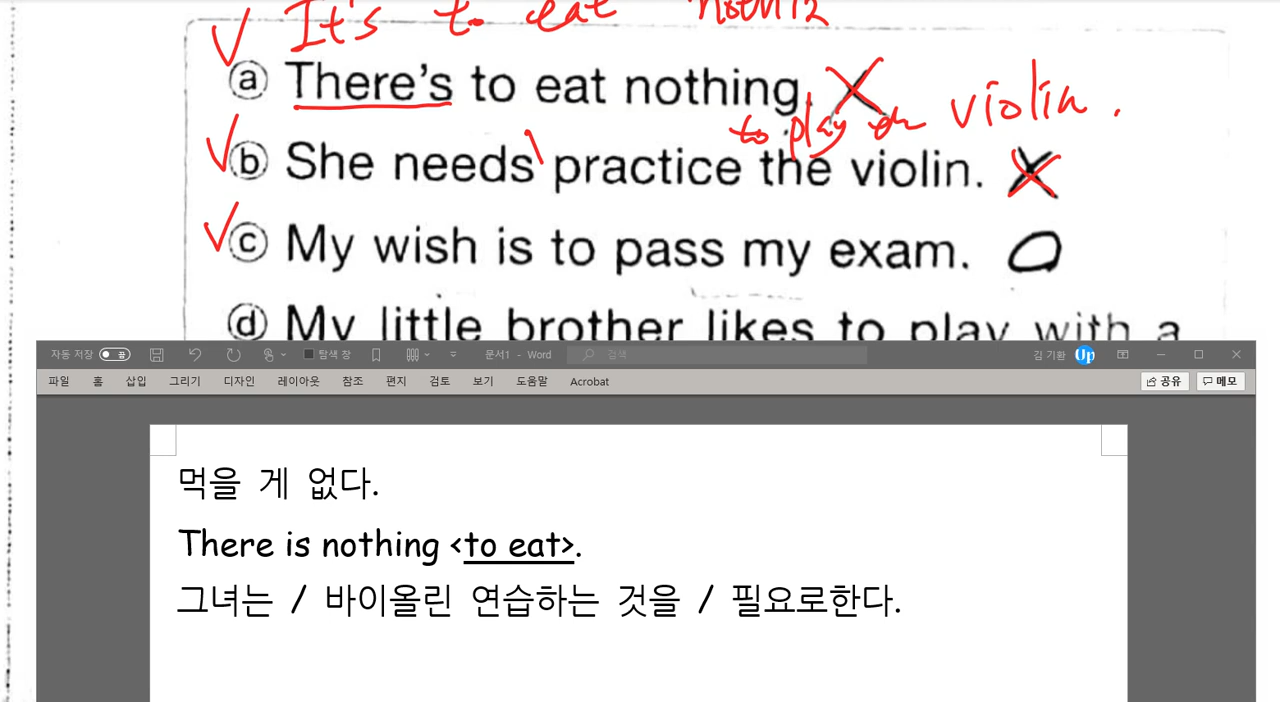 It's to eat
ⓐ There's to eat nothing.
to play violin.
ⓑ She needs practice the violin. X
ⓒ My wish is to pass my exam.
ⓓ My little brother likes to play with a
자동 저장 끔 탐색 창 문서1 - Word 검색 김 기환 Up
파일 홈 삽입 그리기 디자인 레이아웃 참조 편지 검토 보기 도움말 Acrobat 공유 메모
먹을 게 없다.
There is nothing <to eat>.
그녀는 / 바이올린 연습하는 것을 / 필요로한다.